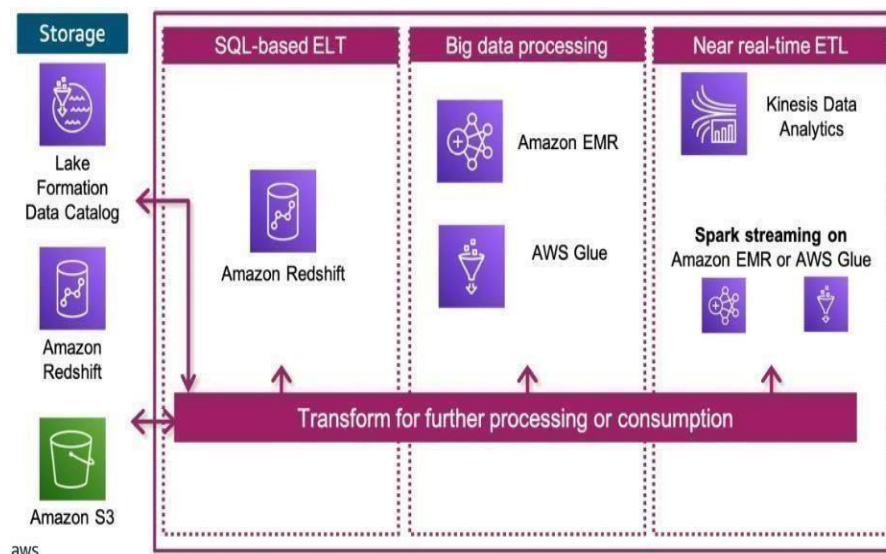 Storage
Lake
Formation
Data Catalog
Amazon
Redshift
Amazon S3
aws
SQL-based ELT
Amazon Redshift
Big data processing
Amazon EMR
AWS Glue
Near real-time ETL
Kinesis Data
Analytics
Spark streaming on
Amazon EMR or AWS Glue
Transform for further processing or consumption